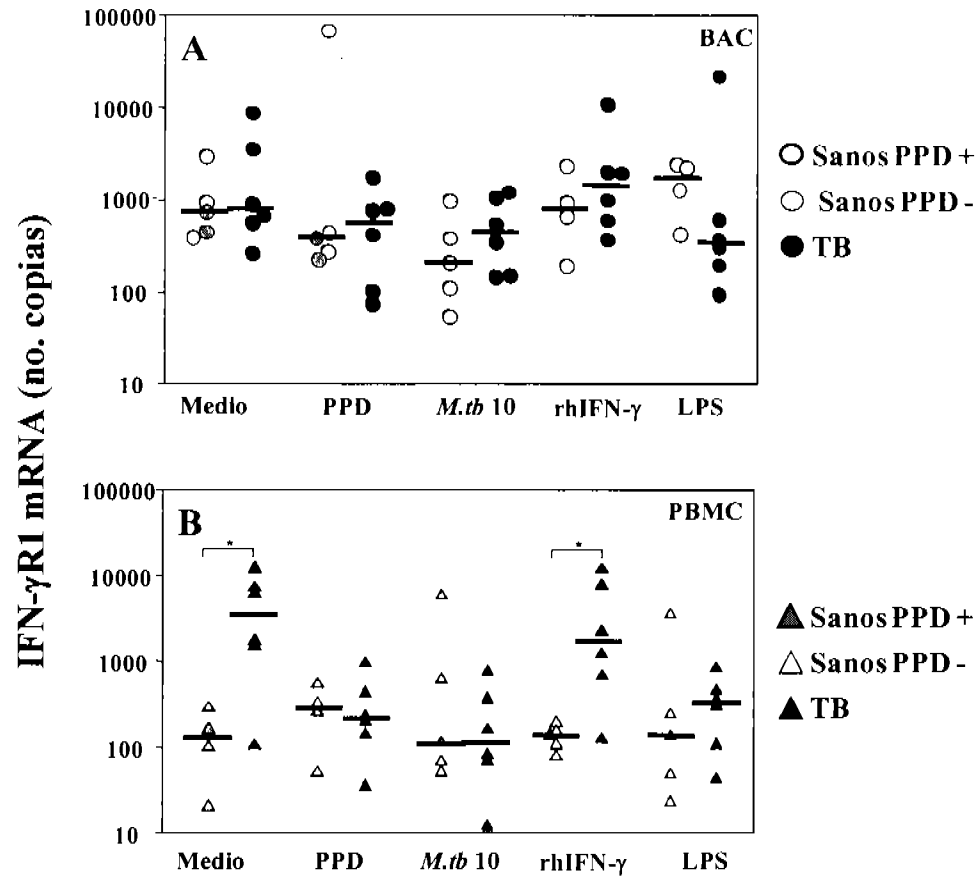 IFN-γR1 mRNA (no. copias)
A
BAC
100000
10000
1000
100
10
Medio PPD M.tb 10 rhIFN-γ LPS
Sanos PPD +
Sanos PPD -
TB
B
PBMC
100000
10000
1000
100
10
*
*
Medio PPD M.tb 10 rhIFN-γ LPS
Sanos PPD +
Sanos PPD -
TB